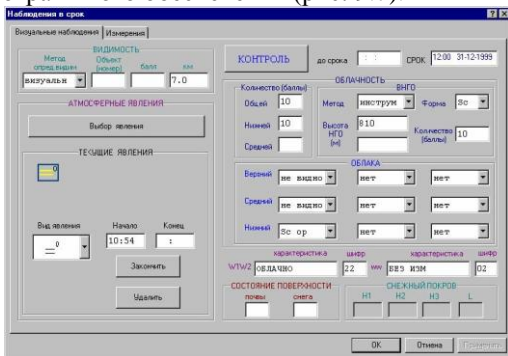 Наблюдения в срок
Визуальные наблюдения Измерения
ВИДИМОСТЬ
Метод опред.видим Объект (номер) балл км
визуальн 7.0
КОНТРОЛЬ до срока : : СРОК 12:00 31-12-1999
АТМОСФЕРНЫЕ ЯВЛЕНИЯ
Выбор явления
ТЕКУЩИЕ ЯВЛЕНИЯ
Вид явления Начало Конец
10:54 :
Закончить
Удалить
ОБЛАЧНОСТЬ
Количество (баллы) ВНГО
Общей 10 Метод инструм Форма Sc
Нижней 10 Высота НГО (м) 810 Количество (баллы) 10
Средней
ОБЛАКА
Верхний не видно нет нет
Средний не видно нет нет
Нижний Sc op нет нет
характеристика шифр характеристика шифр
W1W2 ОБЛАЧНО 22 ww БЕЗ ИЗМ 02
СОСТОЯНИЕ ПОВЕРХНОСТИ СНЕЖНЫЙ ПОКРОВ
почвы снега H1 H2 H3 L
OK Отмена Применить